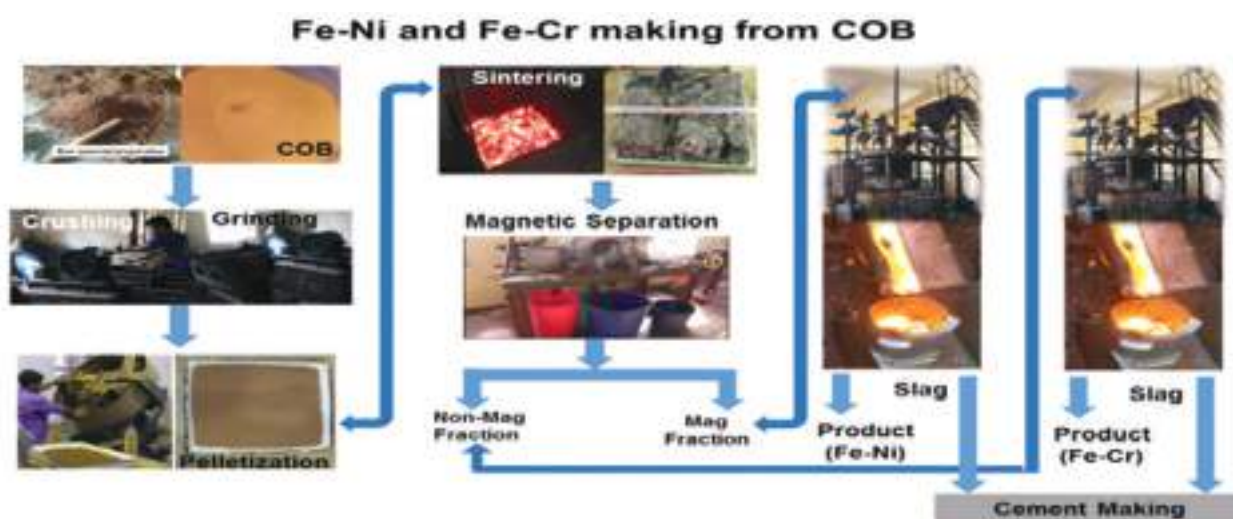 Fe-Ni and Fe-Cr making from COB
COB
Crushing
Grinding
Pelletization
Sintering
Magnetic Separation
Non-Mag
Fraction
Mag
Fraction
Slag
Product
(Fe-Ni)
Slag
Product
(Fe-Cr)
Cement Making